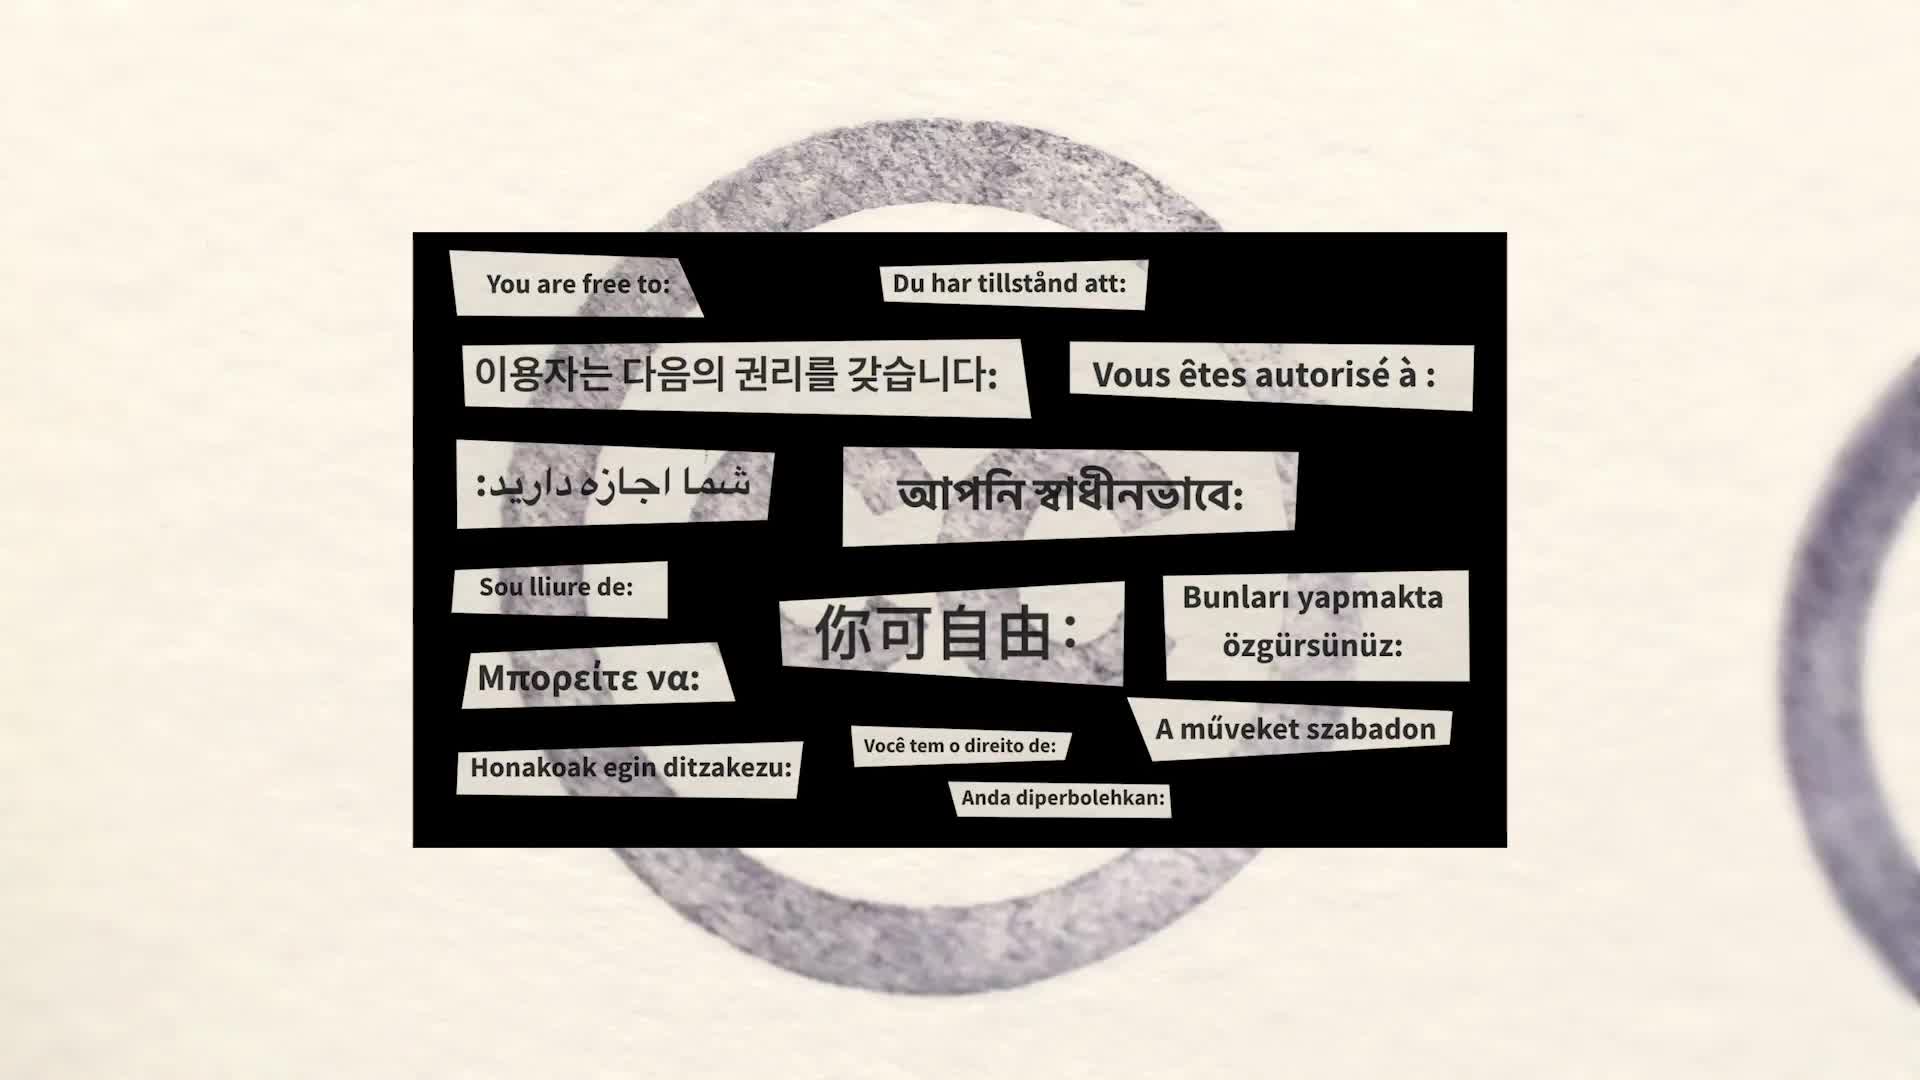 You are free to:
Du har tillstånd att:
이용자는 다음의 권리를 갖습니다:
Vous êtes autorisé à :
شما اجازه دارید:
আপনি স্বাধীনভাবে:
Sou lliure de:
你可自由：
Bunları yapmakta
özgürsünüz:
Μπορείτε να:
A műveket szabadon
Você tem o direito de:
Honakoak egin ditzakezu:
Anda diperbolehkan: